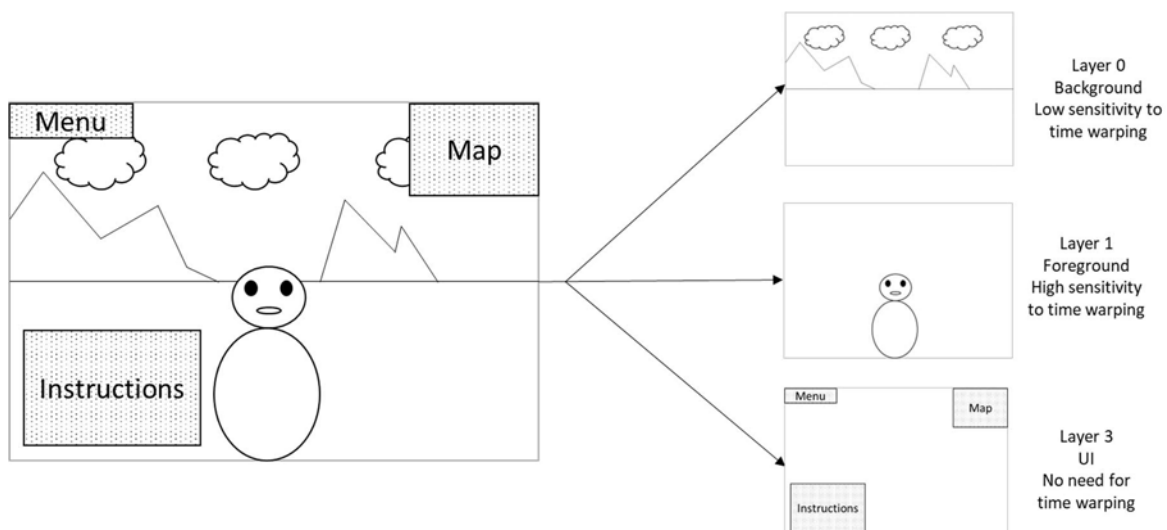 Menu
Map
Instructions
Layer 0
Background
Low sensitivity to
time warping
Layer 1
Foreground
High sensitivity
to time warping
Menu
Map
Instructions
Layer 3
UI
No need for
time warping